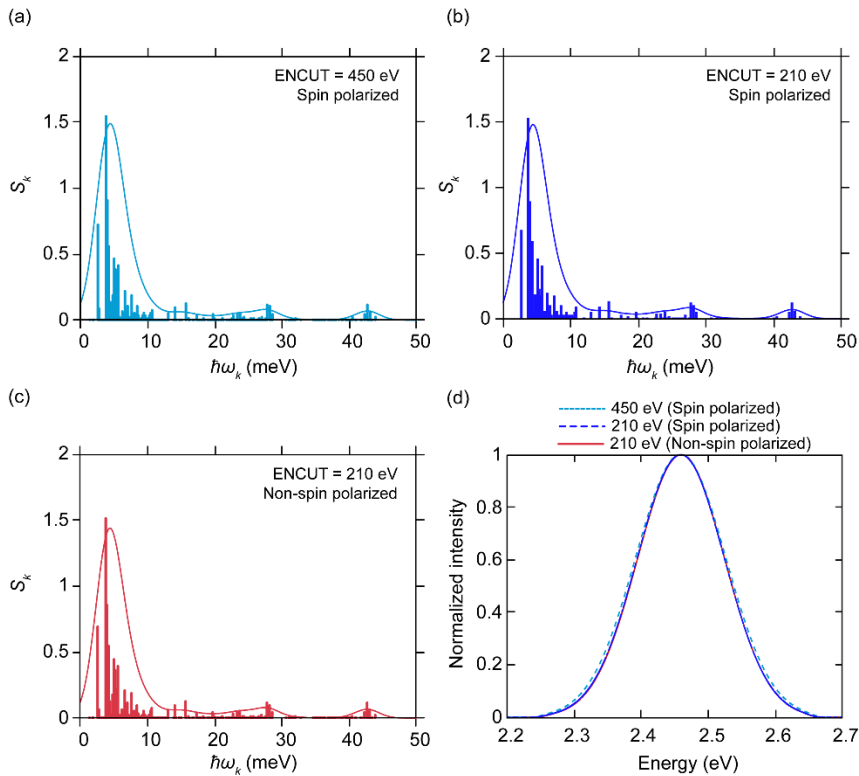 (a)
2
ENCUT = 450 eV
Spin polarized
1.5
S_k
1
0.5
0
0 10 20 30 40 50
ħω_k (meV)
(b)
2
ENCUT = 210 eV
Spin polarized
1.5
S_k
1
0.5
0
0 10 20 30 40 50
ħω_k (meV)
(c)
2
ENCUT = 210 eV
Non-spin polarized
1.5
S_k
1
0.5
0
0 10 20 30 40 50
ħω_k (meV)
(d)
450 eV (Spin polarized)
210 eV (Spin polarized)
210 eV (Non-spin polarized)
1
0.8
Normalized intensity
0.6
0.4
0.2
0
2.2 2.3 2.4 2.5 2.6 2.7
Energy (eV)